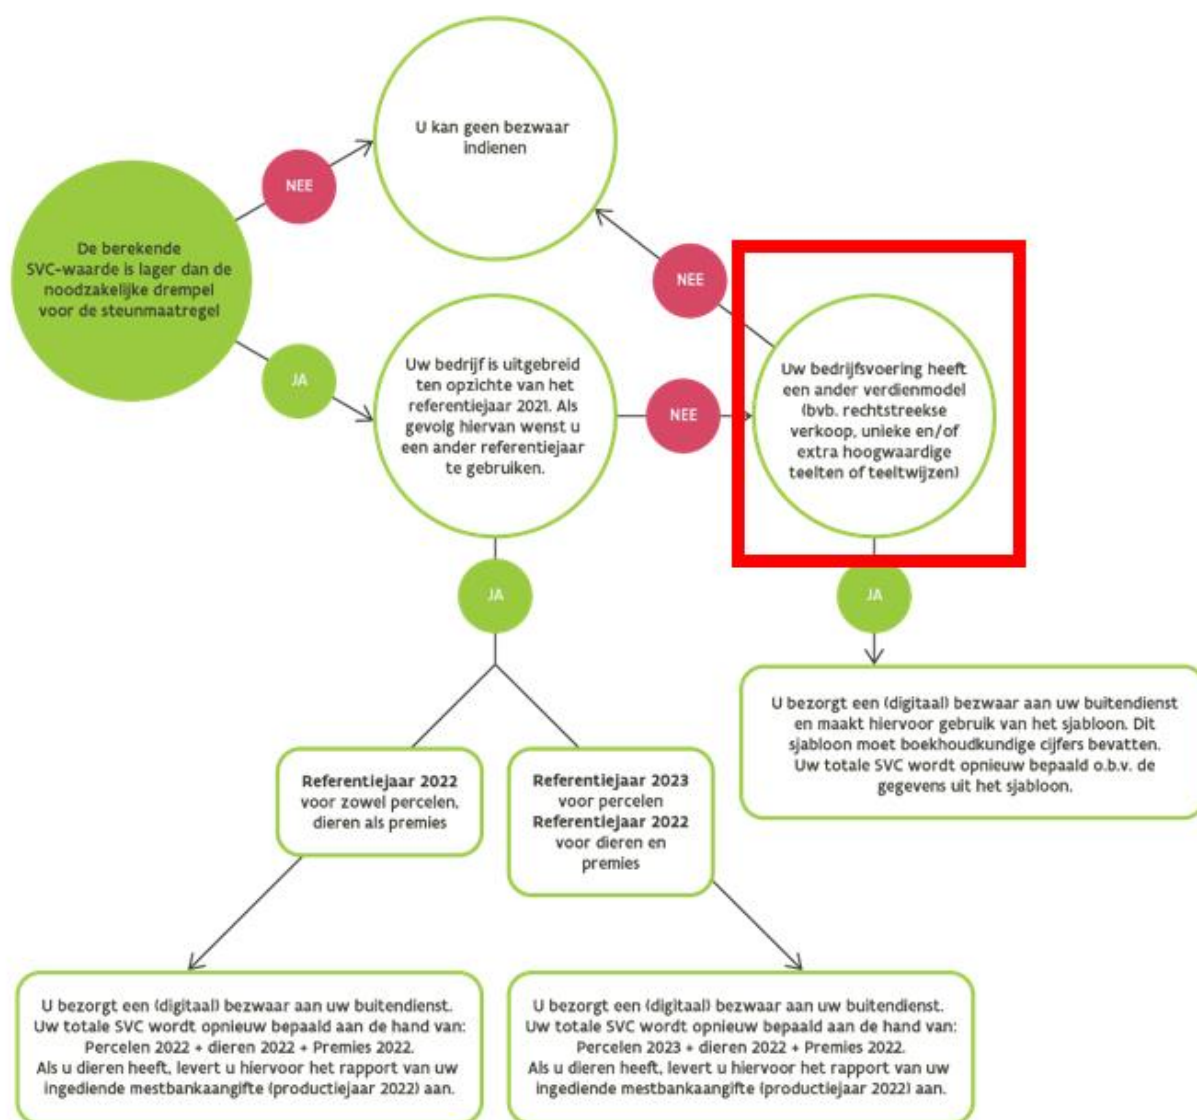 U kan geen bezwaar
indienen
NEE
De berekende
SVC-waarde is lager dan de
noodzakelijke drempel
voor de steunmaatregel
NEE
JA
Uw bedrijf is uitgebreid
ten opzichte van het
referentiejaar 2021. Als
gevolg hiervan wenst u
een ander referentiejaar
te gebruiken.
NEE
Uw bedrijfsvoering heeft
een ander verdienmodel
(bvb. rechtstreekse
verkoop, unieke en/of
extra hoogwaardige
teelten of teeltwijzen)
JA
JA
U bezorgt een (digitaal) bezwaar aan uw buitendienst
en maakt hiervoor gebruik van het sjabloon. Dit
sjabloon moet boekhoudkundige cijfers bevatten.
Uw totale SVC wordt opnieuw bepaald o.b.v. de
gegevens uit het sjabloon.
Referentiejaar 2022
voor zowel percelen,
dieren als premies
Referentiejaar 2023
voor percelen
Referentiejaar 2022
voor dieren en
premies
U bezorgt een (digitaal) bezwaar aan uw buitendienst.
Uw totale SVC wordt opnieuw bepaald aan de hand van:
Percelen 2022 + dieren 2022 + Premies 2022.
Als u dieren heeft, levert u hiervoor het rapport van uw
ingediende mestbankaangifte (productiejaar 2022) aan.
U bezorgt een (digitaal) bezwaar aan uw buitendienst.
Uw totale SVC wordt opnieuw bepaald aan de hand van:
Percelen 2023 + dieren 2022 + Premies 2022.
Als u dieren heeft, levert u hiervoor het rapport van uw
ingediende mestbankaangifte (productiejaar 2022) aan.